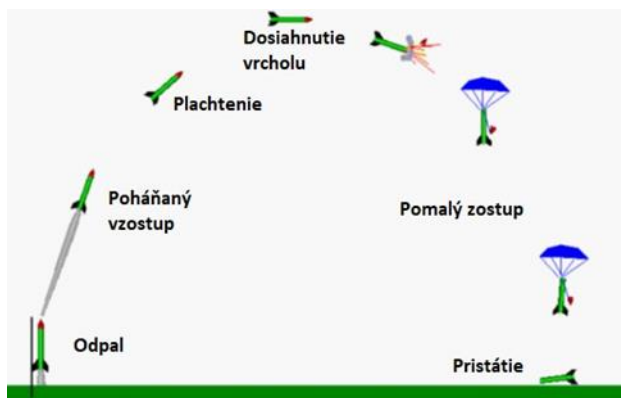 Dosiahnutie
vrcholu
Plachtenie
Poháňaný
vzostup
Pomalý zostup
Odpal
Pristátie